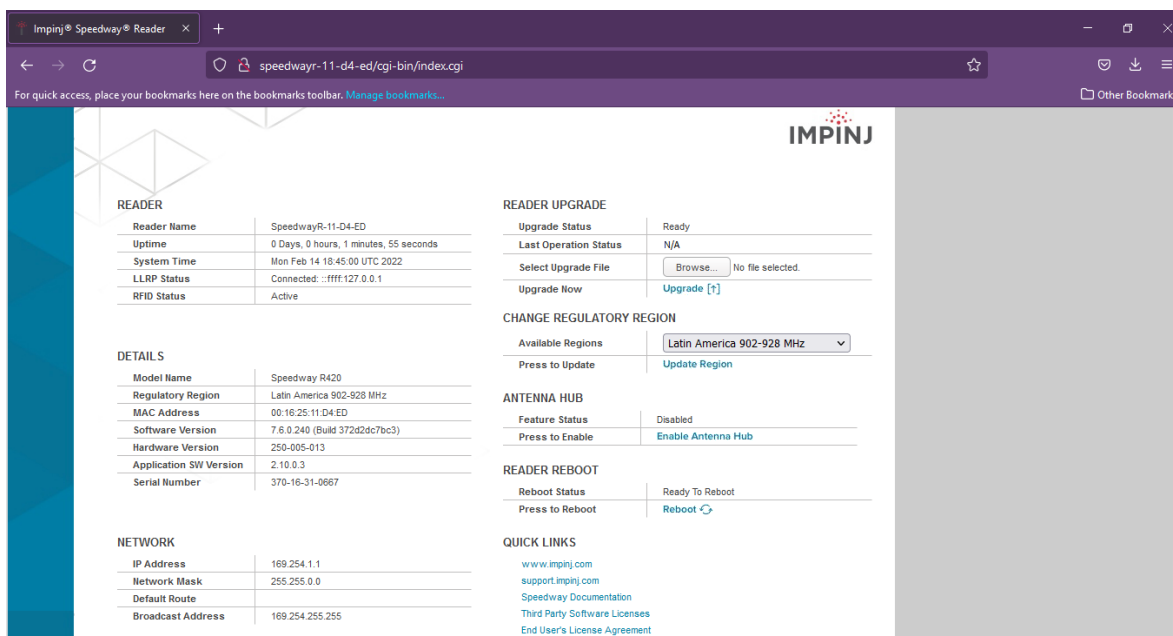 Impinj® Speedway® Reader
speedwayr-11-d4-ed/cgi-bin/index.cgi
For quick access, place your bookmarks here on the bookmarks toolbar. Manage bookmarks...
Other Bookmark
IMPINJ
READER
Reader Name SpeedwayR-11-D4-ED
Uptime 0 Days, 0 hours, 1 minutes, 55 seconds
System Time Mon Feb 14 18:45:00 UTC 2022
LLRP Status Connected: ::ffff:127.0.0.1
RFID Status Active
DETAILS
Model Name Speedway R420
Regulatory Region Latin America 902-928 MHz
MAC Address 00:16:25:11:D4:ED
Software Version 7.6.0.240 (Build 372d2dc7bc3)
Hardware Version 250-005-013
Application SW Version 2.10.0.3
Serial Number 370-16-31-0667
NETWORK
IP Address 169.254.1.1
Network Mask 255.255.0.0
Default Route
Broadcast Address 169.254.255.255
READER UPGRADE
Upgrade Status Ready
Last Operation Status N/A
Select Upgrade File Browse... No file selected.
Upgrade Now Upgrade [↑]
CHANGE REGULATORY REGION
Available Regions Latin America 902-928 MHz
Press to Update Update Region
ANTENNA HUB
Feature Status Disabled
Press to Enable Enable Antenna Hub
READER REBOOT
Reboot Status Ready To Reboot
Press to Reboot Reboot
QUICK LINKS
www.impinj.com
support.impinj.com
Speedway Documentation
Third Party Software Licenses
End User's License Agreement